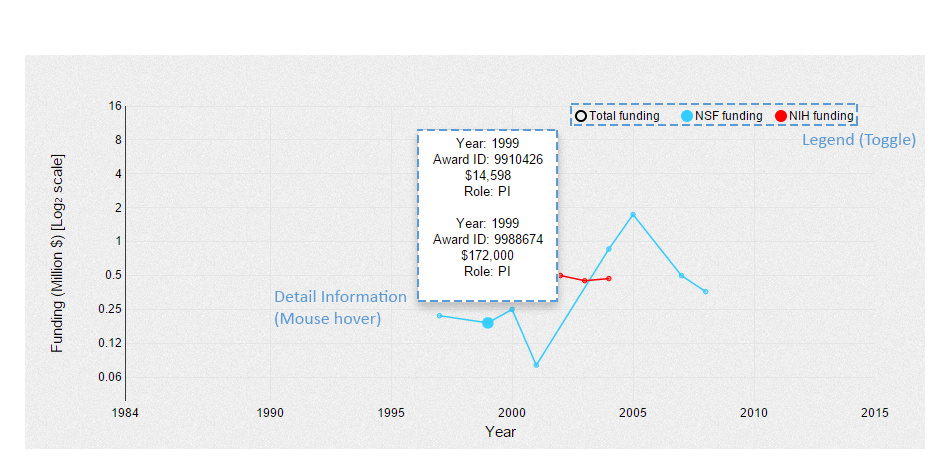 16
Total funding NSF funding NIH funding
Legend (Toggle)
8
4
2
1
0.5
0.25
0.12
0.06
Funding (Million $) [Log₂ scale]
Year: 1999
Award ID: 9910426
$14,598
Role: PI
Year: 1999
Award ID: 9988674
$172,000
Role: PI
Detail Information
(Mouse hover)
1984 1990 1995 2000 2005 2010 2015
Year